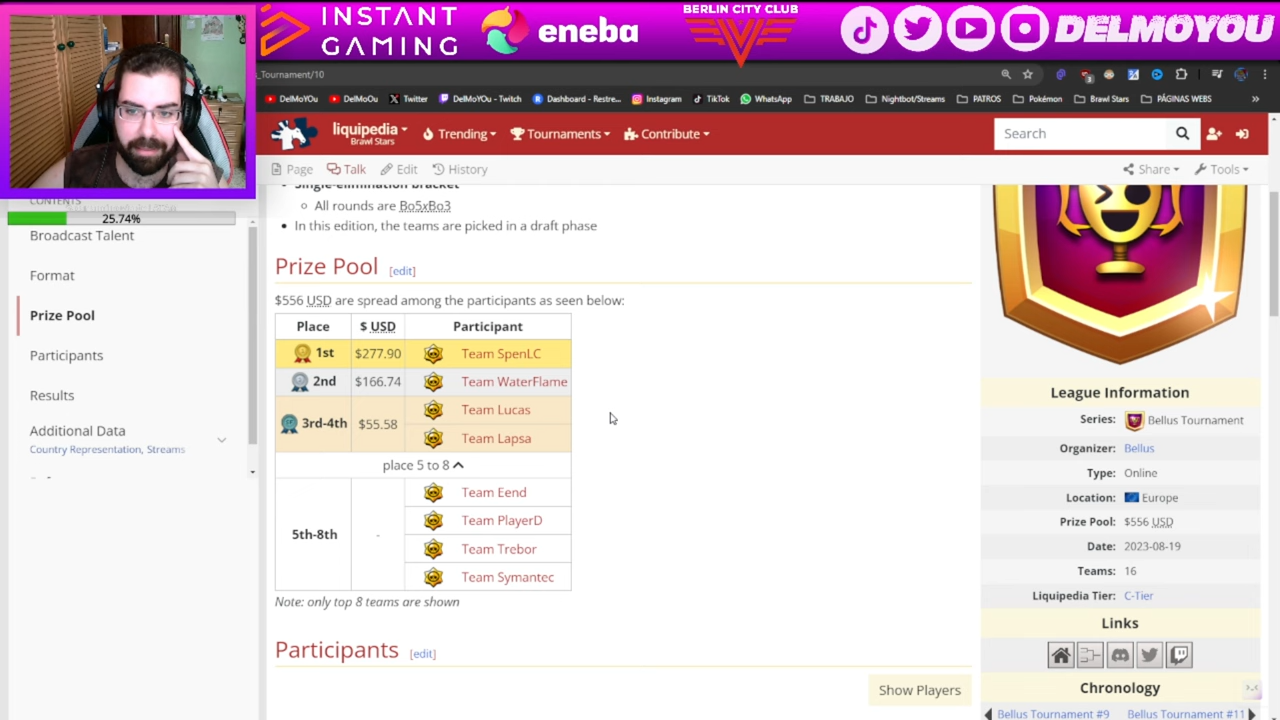 INSTANT GAMING
eneba
BERLIN CITY CLUB
DELMOYOU
s_Tournament/10
DelMoYOu
DelMoOu
Twitter
DelMoYOu - Twitch
Dashboard - Restre...
Instagram
TikTok
WhatsApp
TRABAJO
Nightbot/Streams
PATROS
Pokémon
Brawl Stars
PÁGINAS WEBS
»
liquipedia
Brawl Stars
Trending
Tournaments
Contribute
Search
Page
Talk
Edit
History
Share
Tools
CONTENTS
25.74%
Broadcast Talent
Format
Prize Pool
Participants
Results
Additional Data
Country Representation, Streams
Single-elimination bracket
All rounds are Bo5xBo3
In this edition, the teams are picked in a draft phase
Prize Pool [edit]
$556 USD are spread among the participants as seen below:
Place $ USD Participant
1st $277.90 Team SpenLC
2nd $166.74 Team WaterFlame
3rd-4th $55.58 Team Lucas
Team Lapsa
place 5 to 8
5th-8th - Team Eend
Team PlayerD
Team Trebor
Team Symantec
Note: only top 8 teams are shown
Participants [edit]
Show Players
League Information
Series: Bellus Tournament
Organizer: Bellus
Type: Online
Location: Europe
Prize Pool: $556 USD
Date: 2023-08-19
Teams: 16
Liquipedia Tier: C-Tier
Links
Chronology
Bellus Tournament #9 Bellus Tournament #11